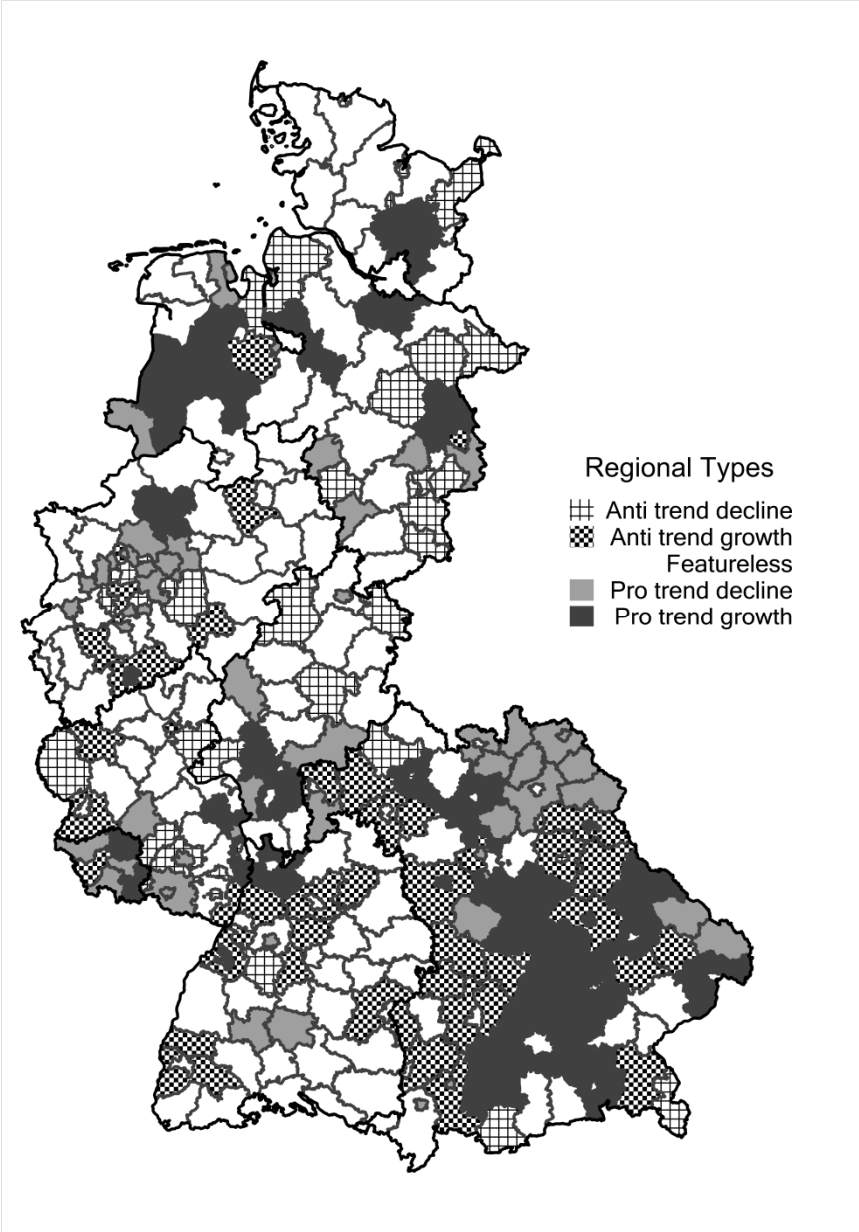 Regional Types
Anti trend decline
Anti trend growth
Featureless
Pro trend decline
Pro trend growth